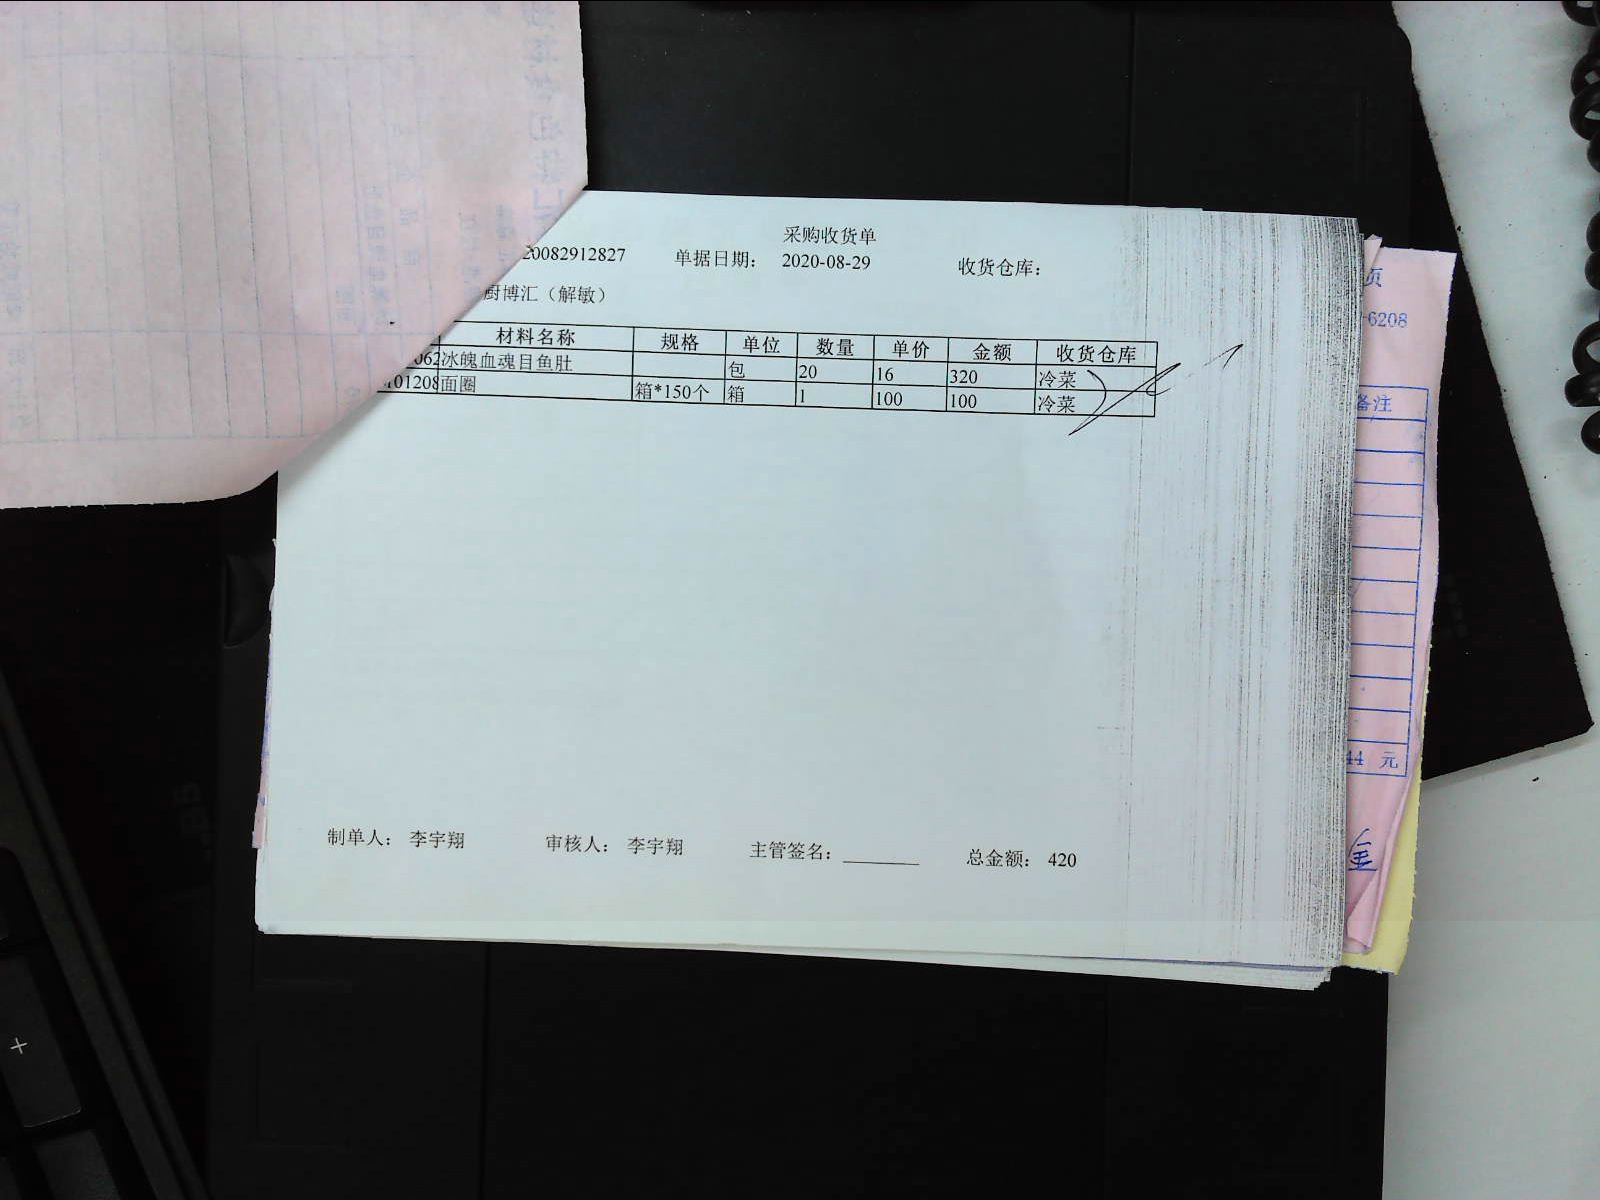 采购收货单
20082912827 单据日期： 2020-08-29 收货仓库：
厨博汇（解敏）
材料名称 规格 单位 数量 单价 金额 收货仓库
062 冰魄血魂目鱼肚 包 20 16 320 冷菜
101208 面圈 箱*150个 箱 1 100 100 冷菜
制单人： 李宇翔 审核人： 李宇翔 主管签名： 总金额： 420
页
-6208
备注
44 元
+